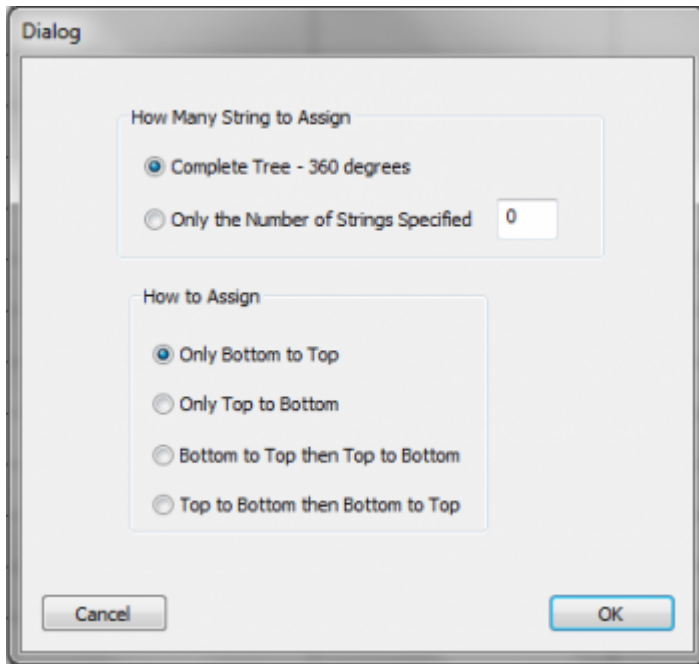 Dialog
How Many String to Assign
Complete Tree - 360 degrees
Only the Number of Strings Specified 0
How to Assign
Only Bottom to Top
Only Top to Bottom
Bottom to Top then Top to Bottom
Top to Bottom then Bottom to Top
Cancel OK